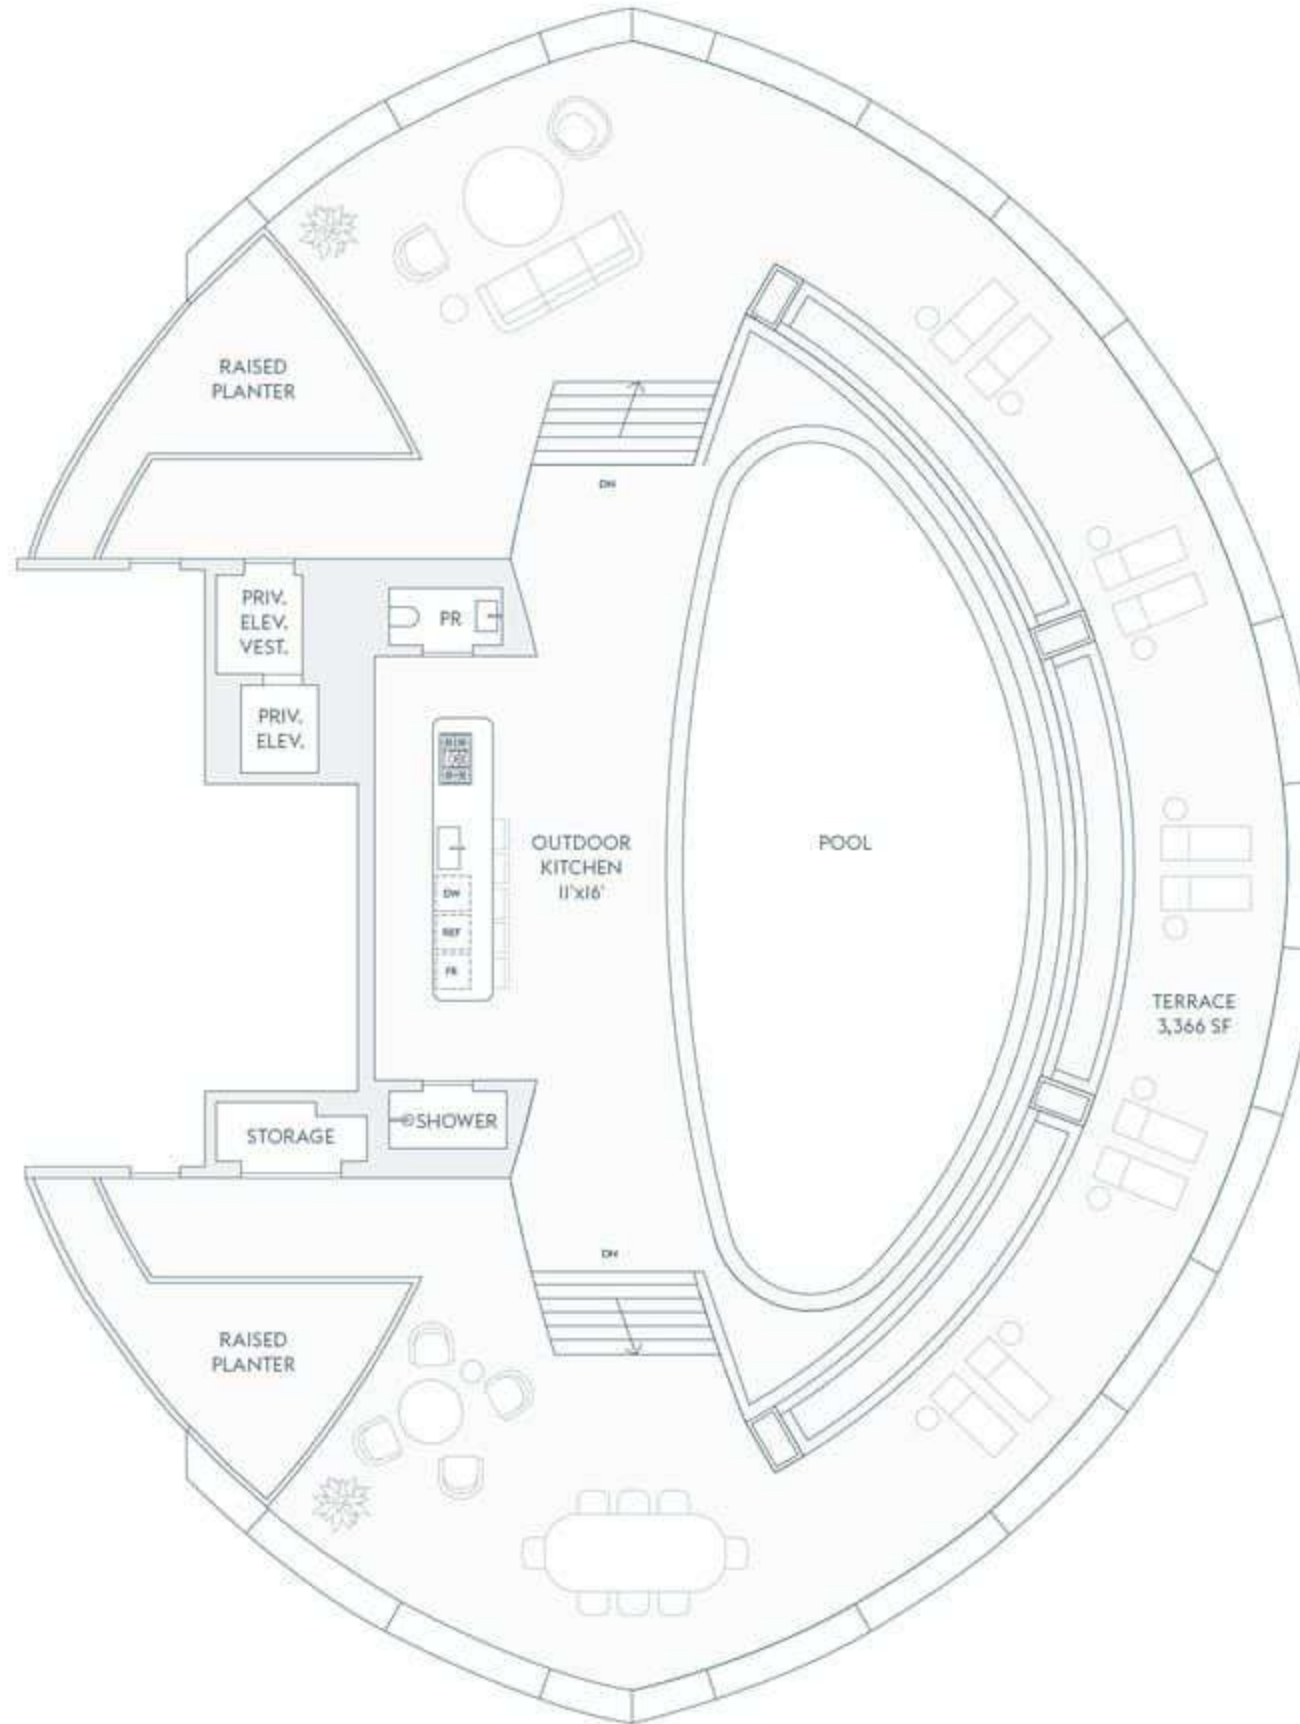 RAISED
PLANTER
DN
PRIV.
ELEV.
VEST.
PR
PRIV.
ELEV.
OUTDOOR
KITCHEN
11'x16'
POOL
DW
REF
FR
TERRACE
3,366 SF
SHOWER
STORAGE
DN
RAISED
PLANTER